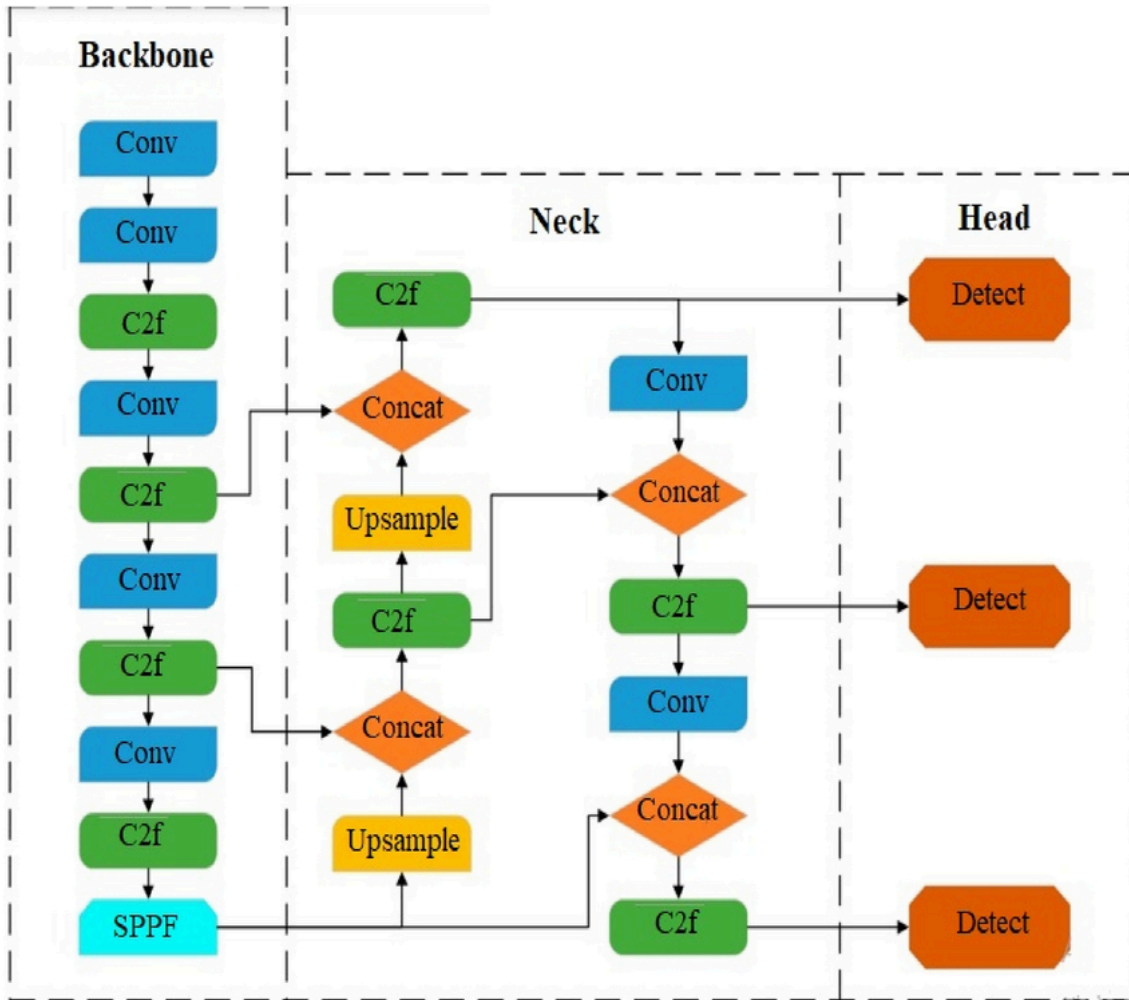 Backbone
Conv
Conv
C2f
Conv
C2f
Conv
C2f
Conv
C2f
SPPF
Neck
C2f
Concat
Upsample
C2f
Concat
Upsample
Conv
Concat
C2f
Conv
Concat
C2f
Head
Detect
Detect
Detect